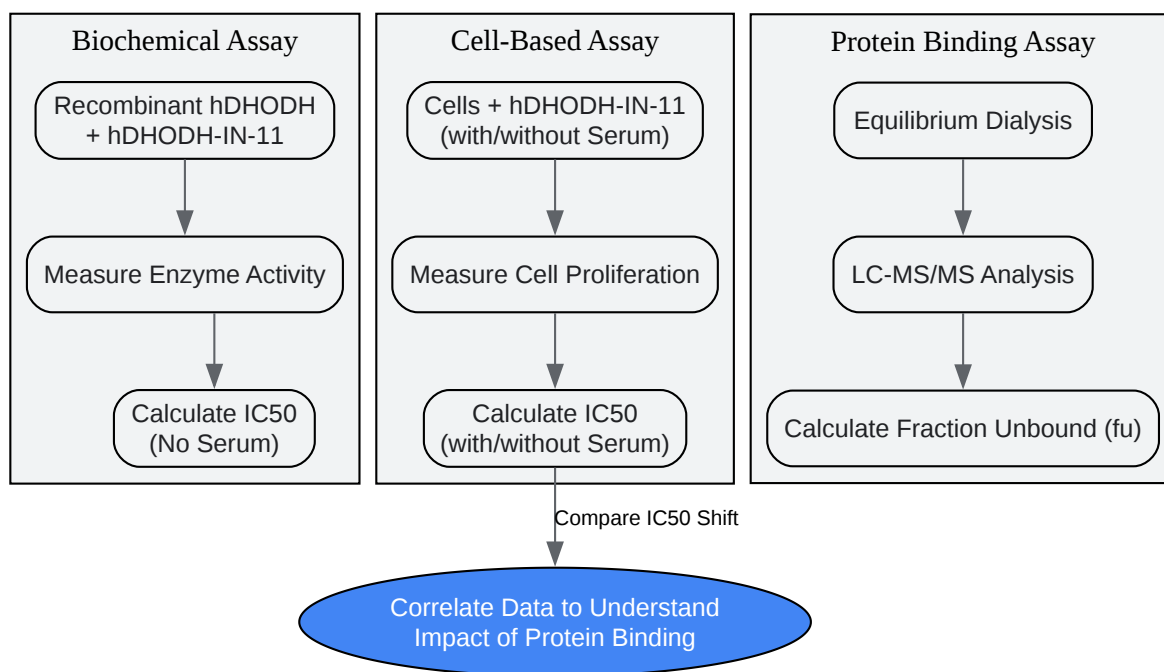 Biochemical Assay
Recombinant hDHODH
+ hDHODH-IN-11
Measure Enzyme Activity
Calculate IC50
(No Serum)
Cell-Based Assay
Cells + hDHODH-IN-11
(with/without Serum)
Measure Cell Proliferation
Calculate IC50
(with/without Serum)
Protein Binding Assay
Equilibrium Dialysis
LC-MS/MS Analysis
Calculate Fraction Unbound (fu)
Compare IC50 Shift
Correlate Data to Understand
Impact of Protein Binding